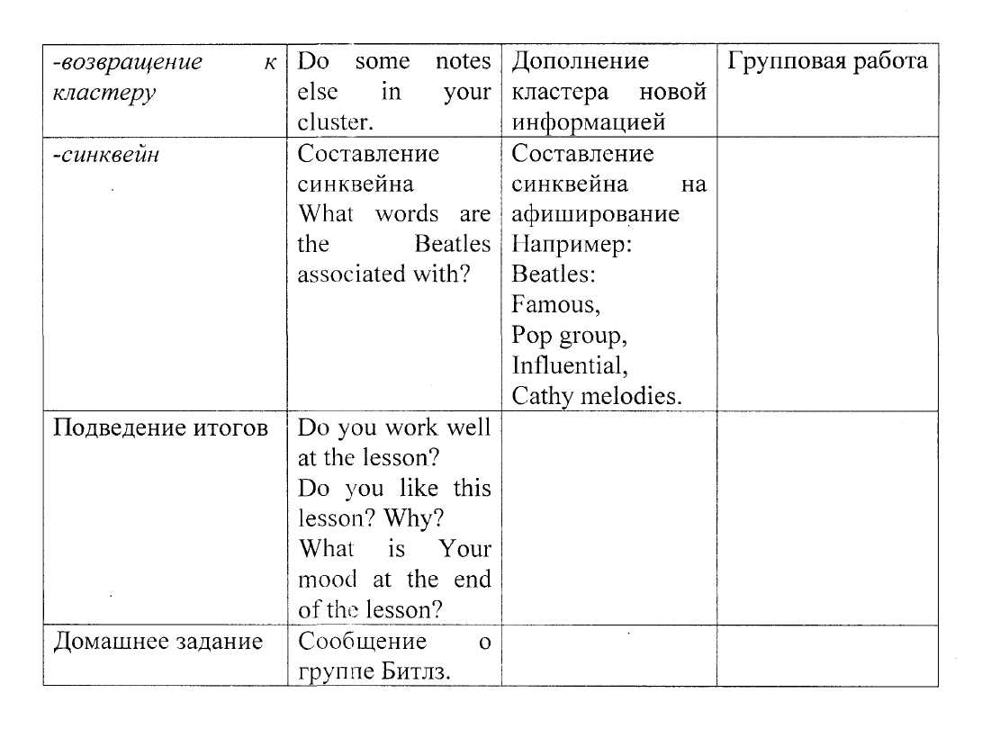 -возвращение к
кластеру
Do some notes
else in your
cluster.
Дополнение
кластера новой
информацией
Групповая работа
-синквейн
Составление
синквейна
What words are
the Beatles
associated with?
Составление
синквейна на
афиширование
Например:
Beatles:
Famous,
Pop group,
Influential,
Cathy melodies.
Подведение итогов
Do you work well
at the lesson?
Do you like this
lesson? Why?
What is Your
mood at the end
of the lesson?
Домашнее задание
Сообщение о
группе Битлз.